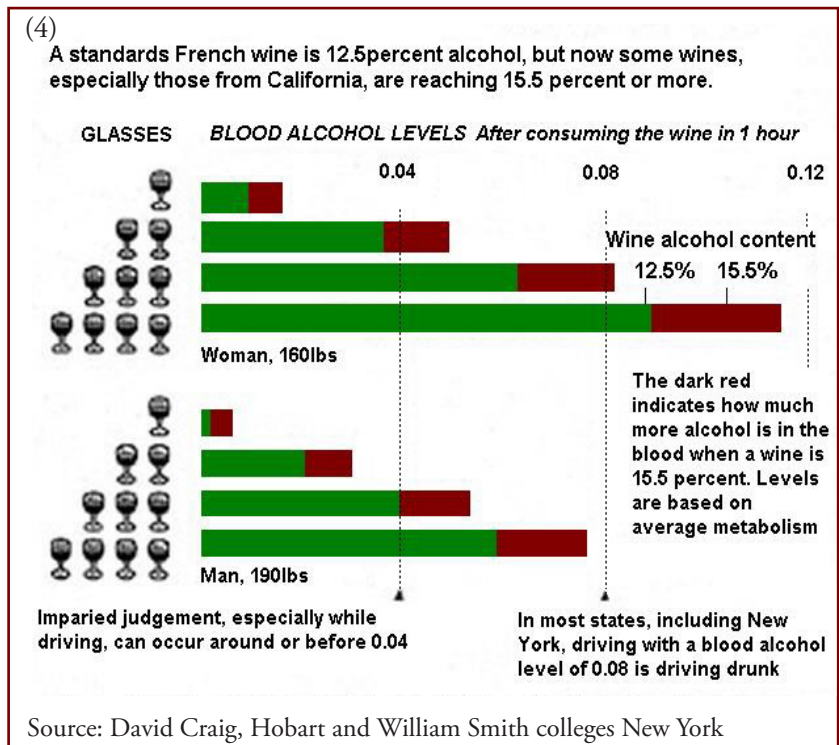 (4)
A standards French wine is 12.5percent alcohol, but now some wines,
especially those from California, are reaching 15.5 percent or more.
GLASSES BLOOD ALCOHOL LEVELS After consuming the wine in 1 hour
0.04 0.08 0.12
Wine alcohol content
12.5% 15.5%
Woman, 160lbs
The dark red
indicates how much
more alcohol is in the
blood when a wine is
15.5 percent. Levels
are based on
average metabolism
Man, 190lbs
Imparied judgement, especially while
driving, can occur around or before 0.04
In most states, including New
York, driving with a blood alcohol
level of 0.08 is driving drunk
Source: David Craig, Hobart and William Smith colleges New York